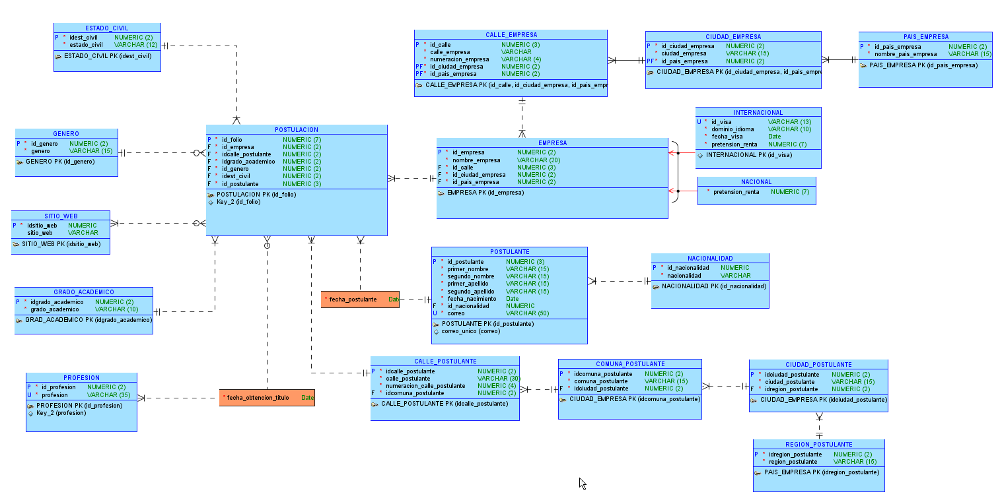 ESTADO_CIVIL
P * idest_civil NUMERIC (2)
* estado_civil VARCHAR (12)
ESTADO_CIVIL PK (idest_civil)
CALLE_EMPRESA
P * id_calle NUMERIC (3)
* calle_empresa VARCHAR
* numeracion_empresa VARCHAR (4)
PF* id_ciudad_empresa NUMERIC (2)
PF* id_pais_empresa NUMERIC (2)
CALLE_EMPRESA PK (id_calle, id_ciudad_empresa, id_pais_empr
CIUDAD_EMPRESA
P * id_ciudad_empresa NUMERIC (2)
* ciudad_empresa VARCHAR (15)
PF* id_pais_empresa NUMERIC (2)
CIUDAD_EMPRESA PK (id_ciudad_empresa, id_pais_empr
PAIS_EMPRESA
P * id_pais_empresa NUMERIC (2)
* nombre_pais_empresa VARCHAR (15)
PAIS_EMPRESA PK (id_pais_empresa)
GENERO
P * id_genero NUMERIC (2)
* genero VARCHAR (15)
GENERO PK (id_genero)
POSTULACION
P * id_folio NUMERIC (7)
F * id_empresa NUMERIC (2)
F * idcalle_postulante NUMERIC (2)
F * idgrado_academico NUMERIC (2)
F * id_genero NUMERIC (2)
F * idest_civil NUMERIC (2)
F * id_postulante NUMERIC (3)
POSTULACION PK (id_folio)
Key_2 (id_folio)
EMPRESA
P * id_empresa NUMERIC (2)
* nombre_empresa VARCHAR (20)
F * id_calle NUMERIC (3)
F * id_ciudad_empresa NUMERIC (2)
F * id_pais_empresa NUMERIC (2)
EMPRESA PK (id_empresa)
INTERNACIONAL
U * id_visa VARCHAR (13)
* dominio_idioma VARCHAR (10)
* fecha_visa Date
* pretension_renta NUMERIC (7)
INTERNACIONAL PK (id_visa)
NACIONAL
* pretension_renta NUMERIC (7)
SITIO_WEB
P * idsitio_web NUMERIC
sitio_web VARCHAR
SITIO_WEB PK (idsitio_web)
GRADO_ACADEMICO
P * idgrado_academico NUMERIC (2)
* grado_academico VARCHAR (10)
GRAD_ACADEMICO PK (idgrado_academico)
* fecha_postulante Date
POSTULANTE
P * id_postulante NUMERIC (3)
* primer_nombre VARCHAR (15)
* segundo_nombre VARCHAR (15)
* primer_apellido VARCHAR (15)
* segundo_apellido VARCHAR (15)
* fecha_nacimiento Date
F * id_nacionalidad NUMERIC
U * correo VARCHAR (50)
POSTULANTE PK (id_postulante)
correo_unico (correo)
NACIONALIDAD
P * id_nacionalidad NUMERIC
* nacionalidad VARCHAR
NACIONALIDAD PK (id_nacionalidad)
PROFESION
P * id_profesion NUMERIC (2)
U * profesion VARCHAR (35)
PROFESION PK (id_profesion)
Key_2 (profesion)
* fecha_obtencion_titulo Date
CALLE_POSTULANTE
P * idcalle_postulante NUMERIC (2)
* calle_postulante VARCHAR (30)
* numeracion_calle_postulante NUMERIC (4)
F * idcomuna_postulante NUMERIC (2)
CALLE_POSTULANTE PK (idcalle_postulante)
COMUNA_POSTULANTE
P * idcomuna_postulante NUMERIC (2)
* comuna_postulante VARCHAR (15)
F * idciudad_postulante NUMERIC (2)
CIUDAD_EMPRESA PK (idcomuna_postulante)
CIUDAD_POSTULANTE
P * idciudad_postulante NUMERIC (2)
* ciudad_postulante VARCHAR (15)
F * idregion_postulante NUMERIC (2)
CIUDAD_EMPRESA PK (idciudad_postulante)
REGION_POSTULANTE
P * idregion_postulante NUMERIC (2)
* region_postulante VARCHAR (15)
PAIS_EMPRESA PK (idregion_postulante)